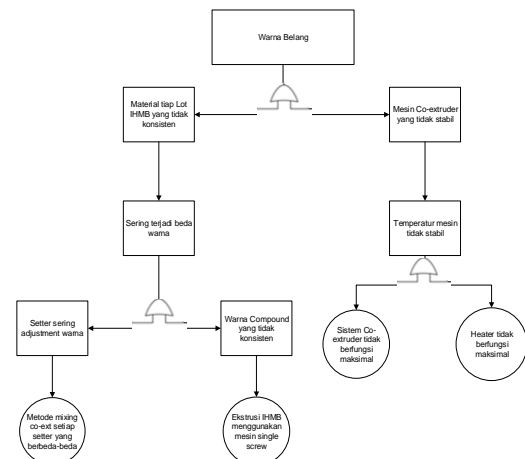 Warna Belang
Material tiap Lot
IHMB yang tidak
konsisten
Mesin Co-extruder
yang tidak stabil
Sering terjadi beda
warna
Temperatur mesin
tidak stabil
Setter sering
adjustment warna
Warna Compound
yang tidak
konsisten
Sistem Co-
extruder tidak
berfungsi
maksimal
Heater tidak
berfungsi
maksimal
Metode mixing
co-ext setiap
setter yang
berbeda-beda
Ekstrusi IHMB
menggunakan
mesin single
screw